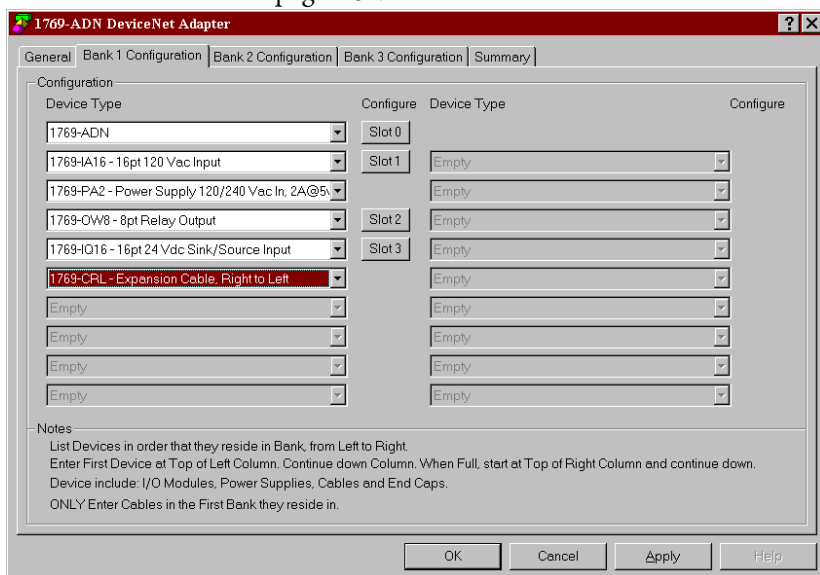 1769-ADN DeviceNet Adapter ? X
General Bank 1 Configuration Bank 2 Configuration Bank 3 Configuration Summary
Configuration
Device Type Configure Device Type Configure
1769-ADN Slot 0
1769-IA16 - 16pt 120 Vac Input Slot 1 Empty
1769-PA2 - Power Supply 120/240 Vac In, 2A@5v Empty
1769-OW8 - 8pt Relay Output Slot 2 Empty
1769-IQ16 - 16pt 24 Vdc Sink/Source Input Slot 3 Empty
1769-CRL - Expansion Cable, Right to Left Empty
Empty Empty
Empty Empty
Empty Empty
Empty Empty
Notes
List Devices in order that they reside in Bank, from Left to Right.
Enter First Device at Top of Left Column. Continue down Column. When Full, start at Top of Right Column and continue down.
Device include: I/O Modules, Power Supplies, Cables and End Caps.
ONLY Enter Cables in the First Bank they reside in.
OK Cancel Apply Help